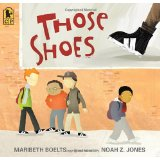 THOSE
SHOES
MARIBETH BOELTS
NOAH Z. JONES